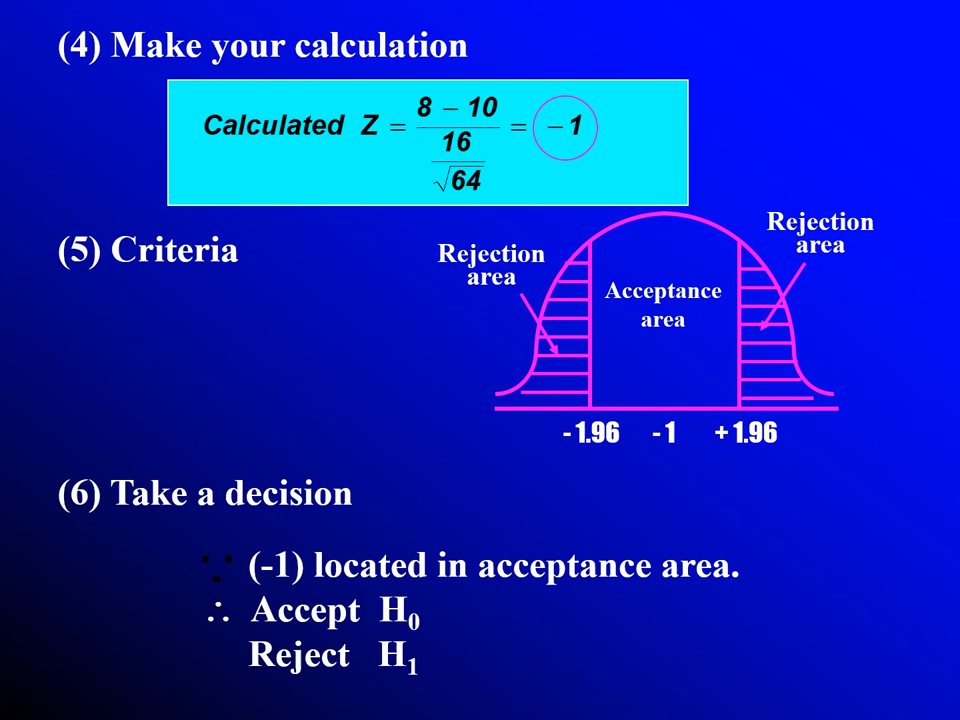 (4) Make your calculation
Calculated Z = (8 − 10) / (16 / √64) = − 1
(5) Criteria
Rejection
area
Acceptance
area
Rejection
area
- 1.96 - 1 + 1.96
(6) Take a decision
∵ (-1) located in acceptance area.
∴ Accept H₀
Reject H₁